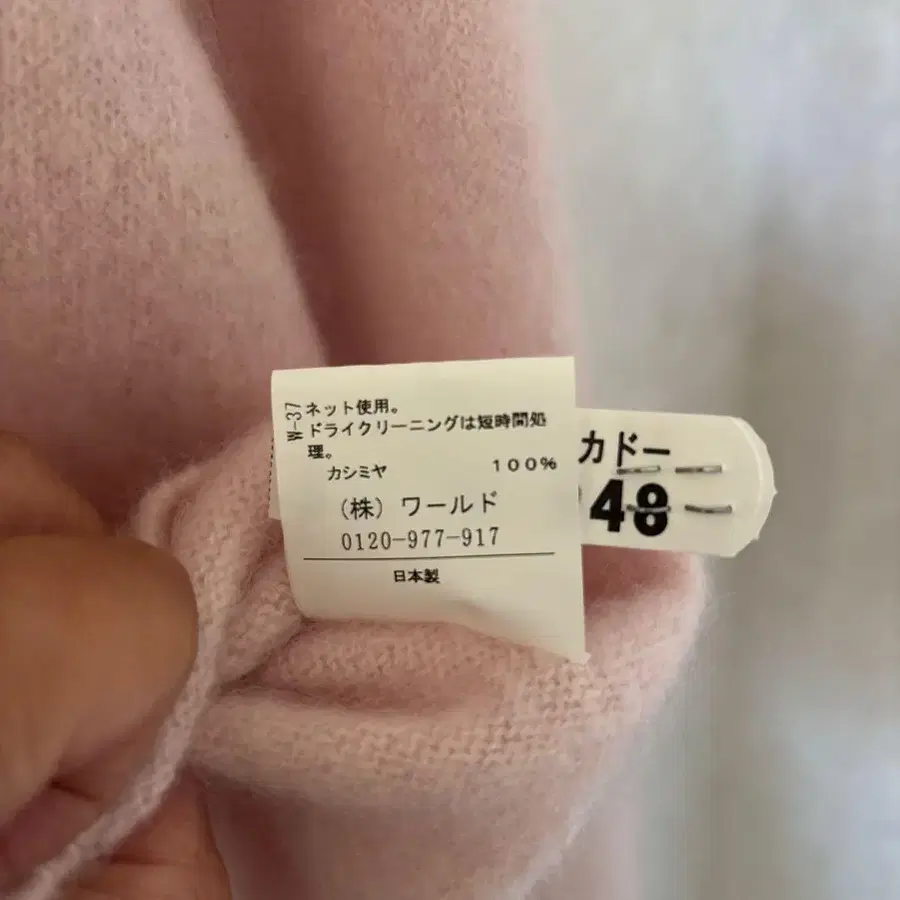 W-37
ネット使用。
ドライクリーニングは短時間処
理。
カシミヤ 100%
(株) ワールド
0120-977-917
日本製
カドー
48